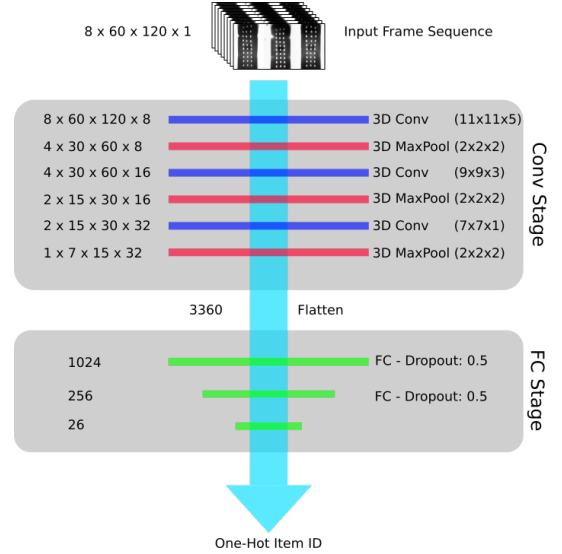 8 x 60 x 120 x 1 Input Frame Sequence
8 x 60 x 120 x 8 3D Conv (11x11x5)
4 x 30 x 60 x 8 3D MaxPool (2x2x2)
4 x 30 x 60 x 16 3D Conv (9x9x3)
2 x 15 x 30 x 16 3D MaxPool (2x2x2)
2 x 15 x 30 x 32 3D Conv (7x7x1)
1 x 7 x 15 x 32 3D MaxPool (2x2x2)
Conv Stage
3360 Flatten
1024 FC - Dropout: 0.5
256 FC - Dropout: 0.5
26
FC Stage
One-Hot Item ID